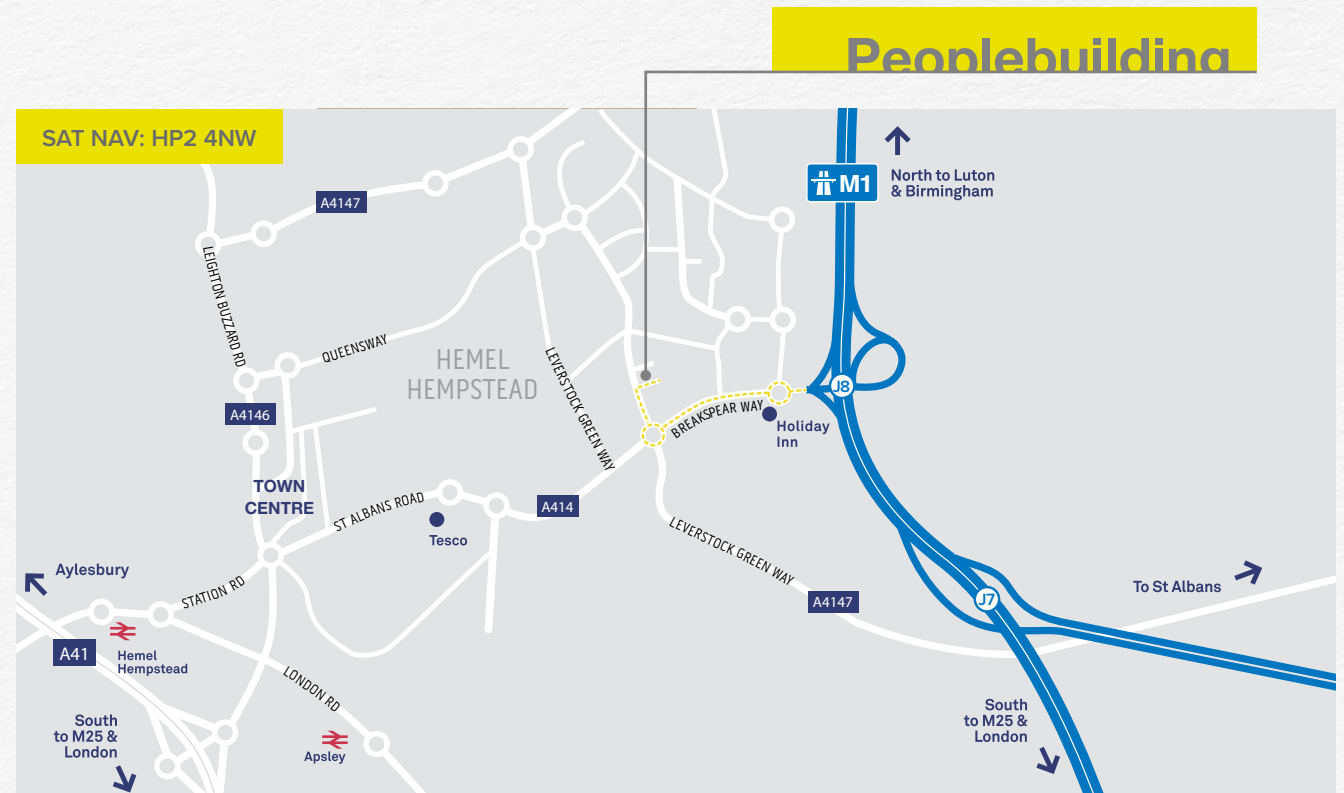 Peoplebuilding
SAT NAV: HP2 4NW
M1
North to Luton
& Birmingham
A4147
LEIGHTON BUZZARD RD
QUEENSWAY
HEMEL
HEMPSTEAD
LEVERSTOCK GREEN WAY
J8
BREAKSPEAR WAY
A4146
Holiday
Inn
TOWN
CENTRE
ST ALBANS ROAD
A414
Tesco
LEVERSTOCK GREEN WAY
Aylesbury
STATION RD
To St Albans
J7
A4147
A41
Hemel
Hempstead
LONDON RD
South
to M25 &
London
South
to M25 &
London
Apsley